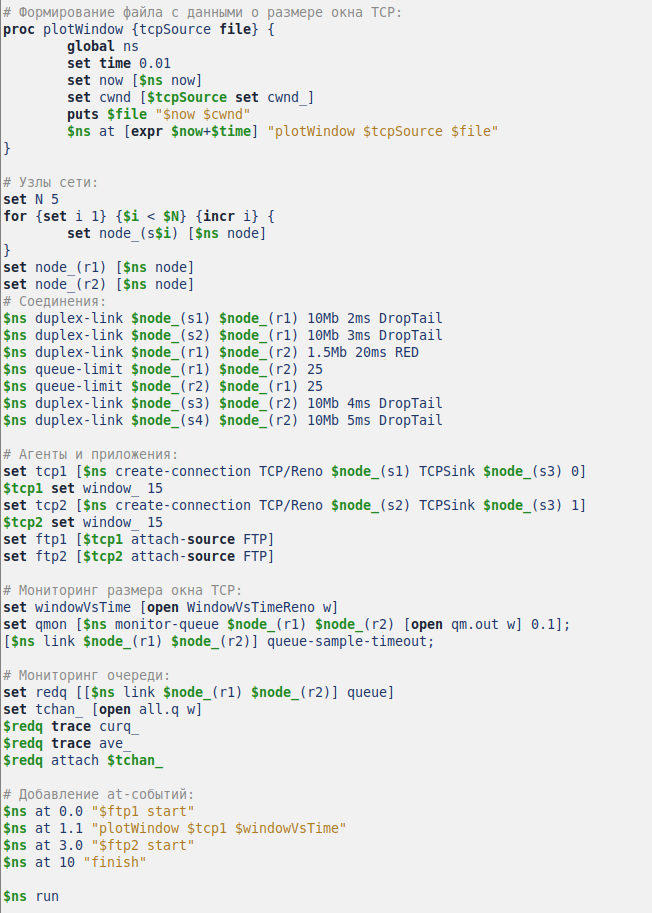 # Формирование файла с данными о размере окна TCP:
proc plotWindow {tcpSource file} {
        global ns
        set time 0.01
        set now [$ns now]
        set cwnd [$tcpSource set cwnd_]
        puts $file "$now $cwnd"
        $ns at [expr $now+$time] "plotWindow $tcpSource $file"
}

# Узлы сети:
set N 5
for {set i 1} {$i < $N} {incr i} {
        set node_(s$i) [$ns node]
}
set node_(r1) [$ns node]
set node_(r2) [$ns node]
# Соединения:
$ns duplex-link $node_(s1) $node_(r1) 10Mb 2ms DropTail
$ns duplex-link $node_(s2) $node_(r1) 10Mb 3ms DropTail
$ns duplex-link $node_(r1) $node_(r2) 1.5Mb 20ms RED
$ns queue-limit $node_(r1) $node_(r2) 25
$ns queue-limit $node_(r2) $node_(r1) 25
$ns duplex-link $node_(s3) $node_(r2) 10Mb 4ms DropTail
$ns duplex-link $node_(s4) $node_(r2) 10Mb 5ms DropTail

# Агенты и приложения:
set tcp1 [$ns create-connection TCP/Reno $node_(s1) TCPSink $node_(s3) 0]
$tcp1 set window_ 15
set tcp2 [$ns create-connection TCP/Reno $node_(s2) TCPSink $node_(s3) 1]
$tcp2 set window_ 15
set ftp1 [$tcp1 attach-source FTP]
set ftp2 [$tcp2 attach-source FTP]

# Мониторинг размера окна TCP:
set windowVsTime [open WindowVsTimeReno w]
set qmon [$ns monitor-queue $node_(r1) $node_(r2) [open qm.out w] 0.1];
[$ns link $node_(r1) $node_(r2)] queue-sample-timeout;

# Мониторинг очереди:
set redq [[$ns link $node_(r1) $node_(r2)] queue]
set tchan_ [open all.q w]
$redq trace curq_
$redq trace ave_
$redq attach $tchan_

# Добавление at-событий:
$ns at 0.0 "$ftp1 start"
$ns at 1.1 "plotWindow $tcp1 $windowVsTime"
$ns at 3.0 "$ftp2 start"
$ns at 10 "finish"

$ns run